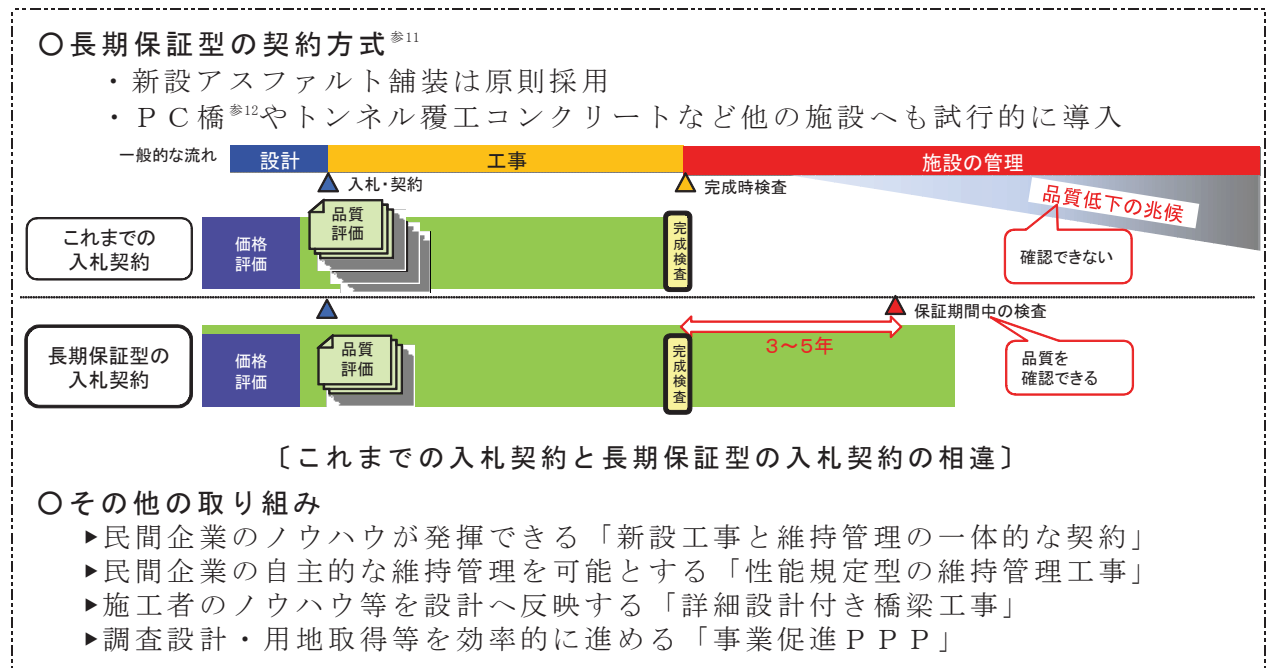 〇長期保証型の契約方式参11
・新設アスファルト舗装は原則採用
・ＰＣ橋参12やトンネル覆工コンクリートなど他の施設へも試行的に導入
一般的な流れ
設計
工事
施設の管理
入札・契約
完成時検査
品質低下の兆候
これまでの
入札契約
価格
評価
品質
評価
完成検査
確認できない
長期保証型の
入札契約
価格
評価
品質
評価
完成検査
3～5年
保証期間中の検査
品質を
確認できる
〔これまでの入札契約と長期保証型の入札契約の相違〕
〇その他の取り組み
▶民間企業のノウハウが発揮できる「新設工事と維持管理の一体的な契約」
▶民間企業の自主的な維持管理を可能とする「性能規定型の維持管理工事」
▶施工者のノウハウ等を設計へ反映する「詳細設計付き橋梁工事」
▶調査設計・用地取得等を効率的に進める「事業促進ＰＰＰ」